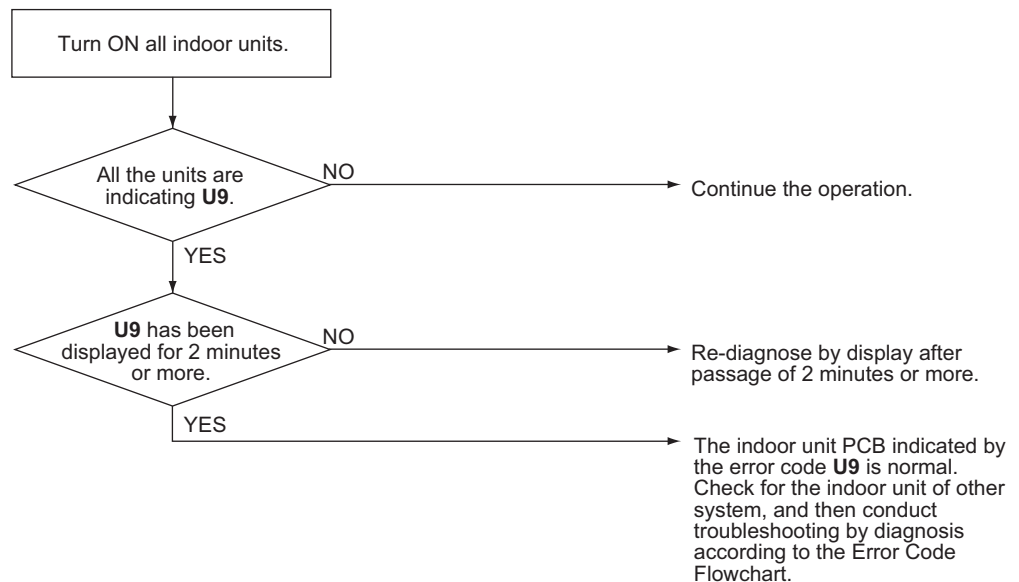 Turn ON all indoor units.
All the units are
indicating U9.
NO
Continue the operation.
YES
U9 has been
displayed for 2 minutes
or more.
NO
Re-diagnose by display after
passage of 2 minutes or more.
YES
The indoor unit PCB indicated by
the error code U9 is normal.
Check for the indoor unit of other
system, and then conduct
troubleshooting by diagnosis
according to the Error Code
Flowchart.